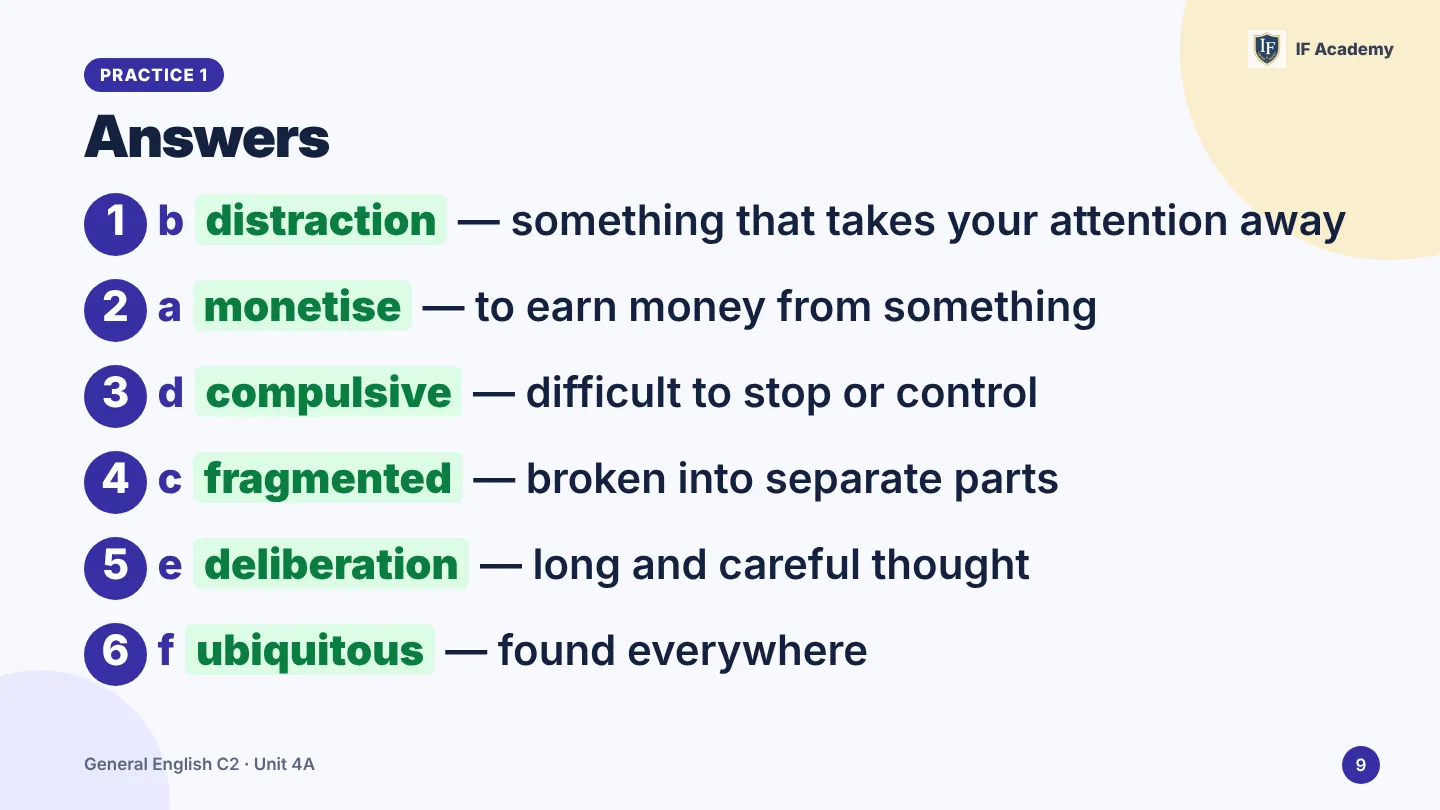 IF Academy
PRACTICE 1
Answers
1 b distraction — something that takes your attention away
2 a monetise — to earn money from something
3 d compulsive — difficult to stop or control
4 c fragmented — broken into separate parts
5 e deliberation — long and careful thought
6 f ubiquitous — found everywhere
General English C2 · Unit 4A
9